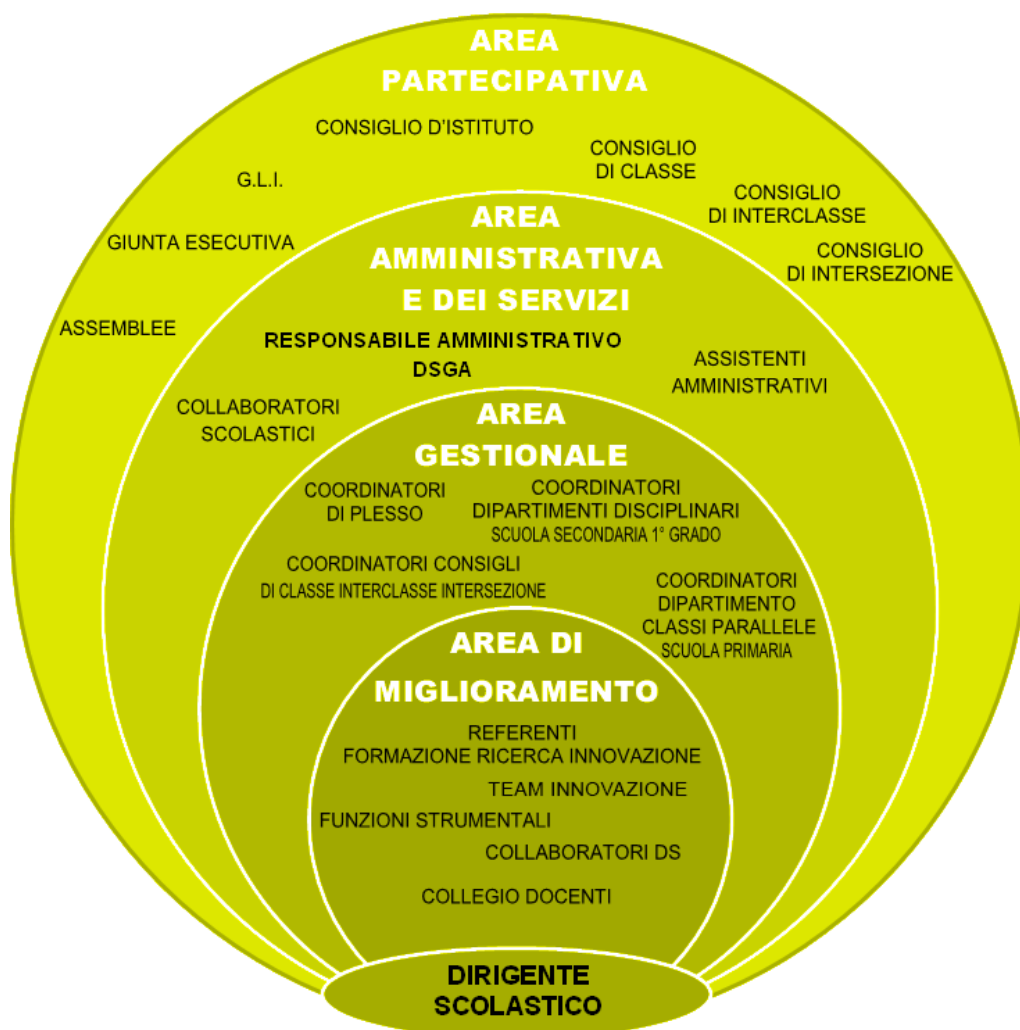 AREA
PARTECIPATIVA
CONSIGLIO D'ISTITUTO
CONSIGLIO
DI CLASSE
G.L.I.
CONSIGLIO
DI INTERCLASSE
GIUNTA ESECUTIVA
CONSIGLIO
DI INTERSEZIONE
ASSEMBLEE
AREA
AMMINISTRATIVA
E DEI SERVIZI
RESPONSABILE AMMINISTRATIVO
DSGA
ASSISTENTI
AMMINISTRATIVI
COLLABORATORI
SCOLASTICI
AREA
GESTIONALE
COORDINATORI
DI PLESSO
COORDINATORI
DIPARTIMENTI DISCIPLINARI
SCUOLA SECONDARIA 1° GRADO
COORDINATORI CONSIGLI
DI CLASSE INTERCLASSE INTERSEZIONE
COORDINATORI
DIPARTIMENTO
CLASSI PARALLELE
SCUOLA PRIMARIA
AREA DI
MIGLIORAMENTO
REFERENTI
FORMAZIONE RICERCA INNOVAZIONE
TEAM INNOVAZIONE
FUNZIONI STRUMENTALI
COLLABORATORI DS
COLLEGIO DOCENTI
DIRIGENTE
SCOLASTICO